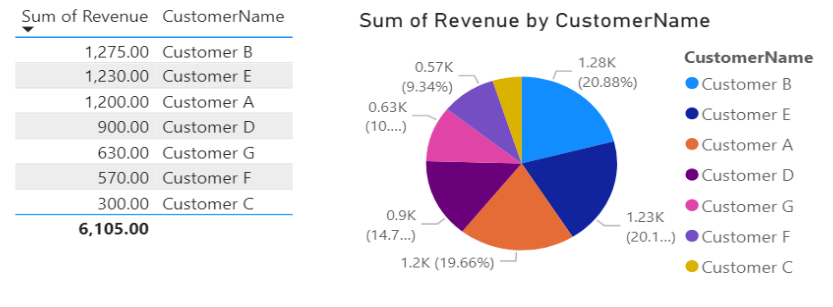 Sum of Revenue CustomerName
1,275.00 Customer B
1,230.00 Customer E
1,200.00 Customer A
900.00 Customer D
630.00 Customer G
570.00 Customer F
300.00 Customer C
6,105.00
Sum of Revenue by CustomerName
1.28K
(20.88%)
1.23K
(20.1...)
1.2K (19.66%)
0.9K
(14.7...)
0.63K
(10....)
0.57K
(9.34%)
CustomerName
Customer B
Customer E
Customer A
Customer D
Customer G
Customer F
Customer C